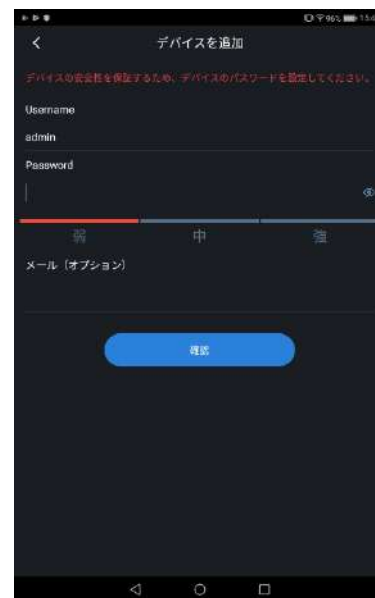 96% 15:4
デバイスを追加
デバイスの安全性を保証するため、デバイスのパスワードを設定してください。
Username
admin
Password
弱 中 強
メール（オプション）
確認